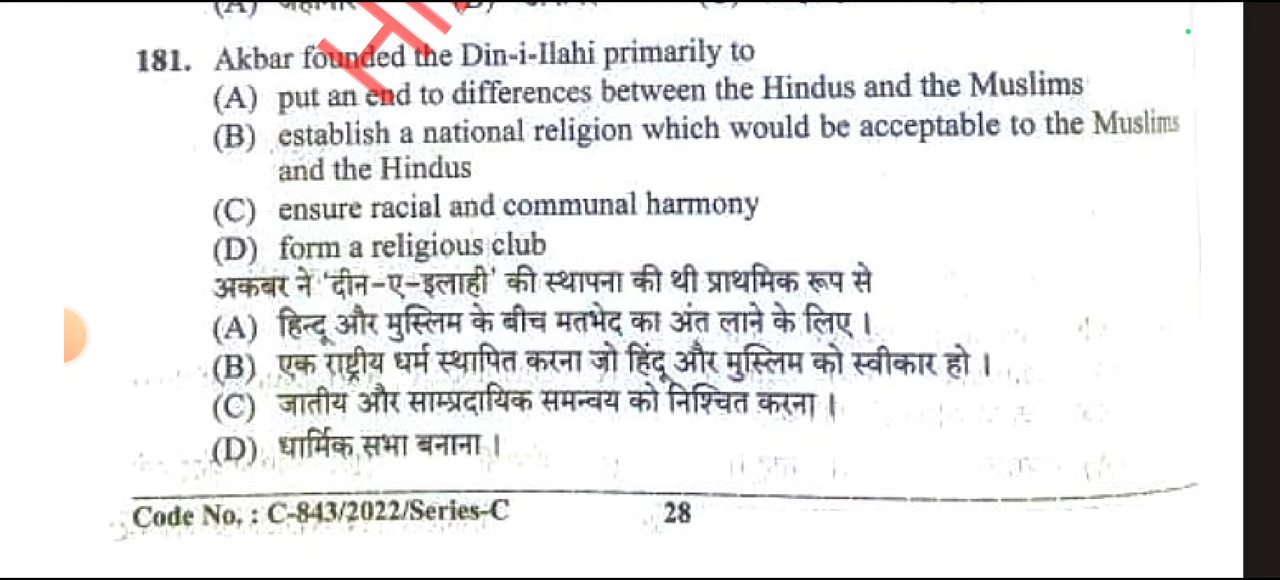 181. Akbar founded the Din-i-Ilahi primarily to
(A) put an end to differences between the Hindus and the Muslims
(B) establish a national religion which would be acceptable to the Muslims
and the Hindus
(C) ensure racial and communal harmony
(D) form a religious club
अकबर ने 'दीन-ए-इलाही' की स्थापना की थी प्राथमिक रूप से
(A) हिन्दू और मुस्लिम के बीच मतभेद का अंत लाने के लिए ।
(B) एक राष्ट्रीय धर्म स्थापित करना जो हिंदू और मुस्लिम को स्वीकार हो ।
(C) जातीय और साम्प्रदायिक समन्वय को निश्चित करना ।
(D) धार्मिक सभा बनाना ।
Code No. : C-843/2022/Series-C 28